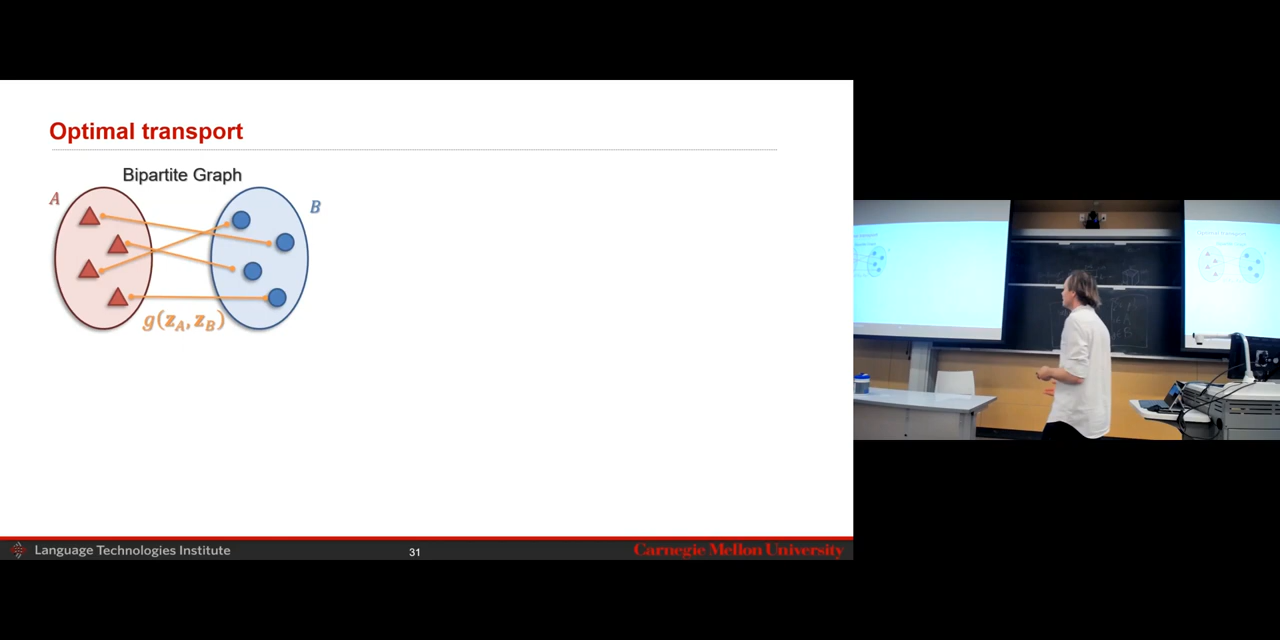 Optimal transport
Bipartite Graph
A
B
g(z_A, z_B)
Language Technologies Institute
31
Carnegie Mellon University